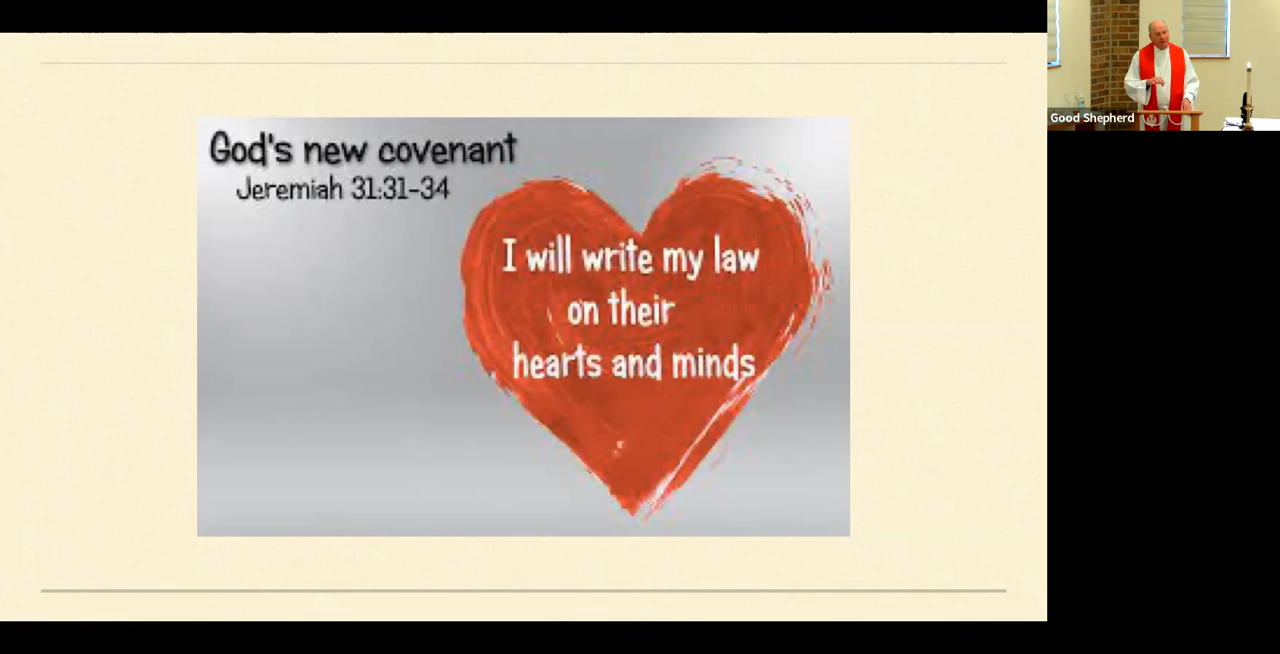 God's new covenant
Jeremiah 31:31-34
I will write my law
on their
hearts and minds
Good Shepherd